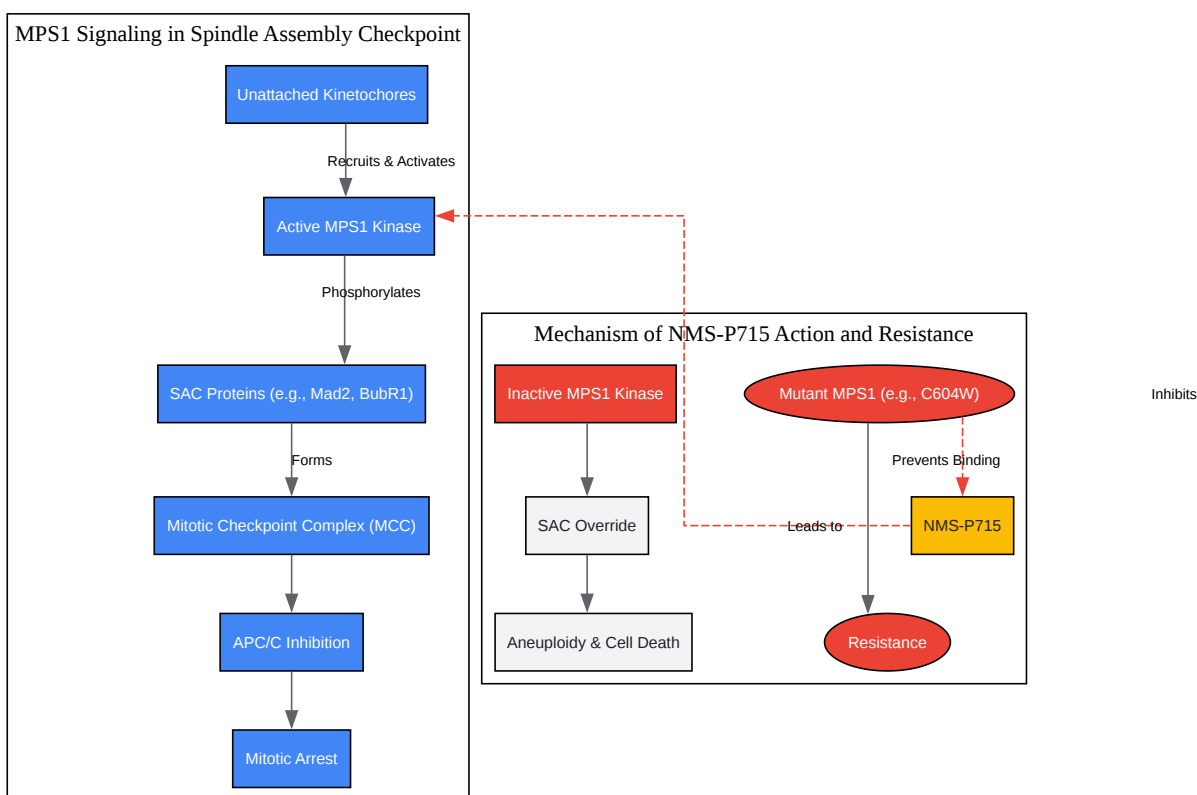 MPS1 Signaling in Spindle Assembly Checkpoint
Unattached Kinetochores
Recruits & Activates
Active MPS1 Kinase
Phosphorylates
SAC Proteins (e.g., Mad2, BubR1)
Forms
Mitotic Checkpoint Complex (MCC)
APC/C Inhibition
Mitotic Arrest
Mechanism of NMS-P715 Action and Resistance
Inactive MPS1 Kinase
Mutant MPS1 (e.g., C604W)
Inhibits
Prevents Binding
SAC Override
Leads to
NMS-P715
Aneuploidy & Cell Death
Resistance